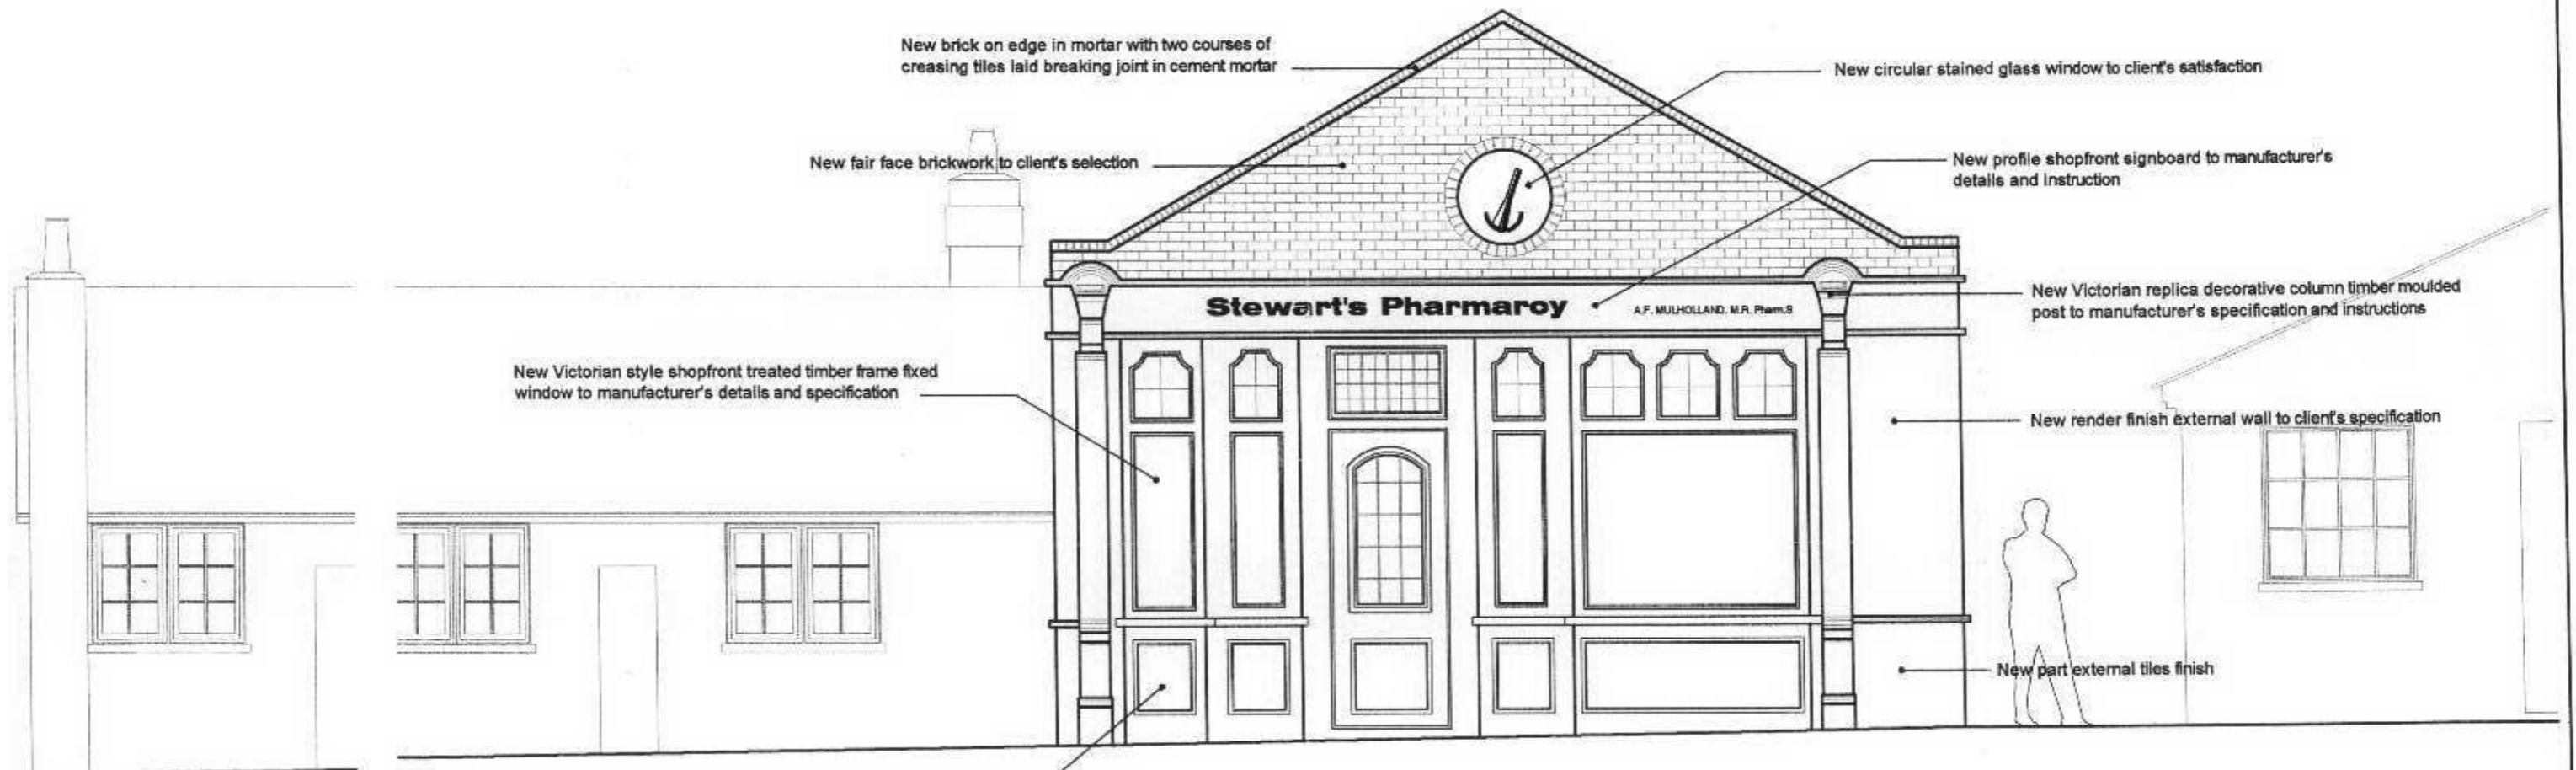 New brick on edge in mortar with two courses of
creasing tiles laid breaking joint in cement mortar
New circular stained glass window to client's satisfaction
New fair face brickwork to client's selection
New profile shopfront signboard to manufacturer's
details and instruction
New Victorian replica decorative column timber moulded
post to manufacturer's specification and instructions
Stewart's Pharmaroy
A.F. MULHOLLAND. M.R. Pharm.S
New Victorian style shopfront treated timber frame fixed
window to manufacturer's details and specification
New render finish external wall to client's specification
New part external tiles finish